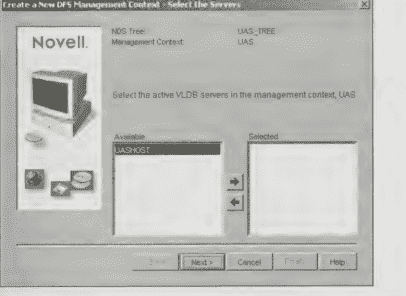 Create a New DFS Management Context - Select the Servers
Novell.
NDS Tree: UAS_TREE
Management Context: UAS
Select the active VLDB servers in the management context, UAS
Available Selected
UASHOST
Next > Cancel Finish Help